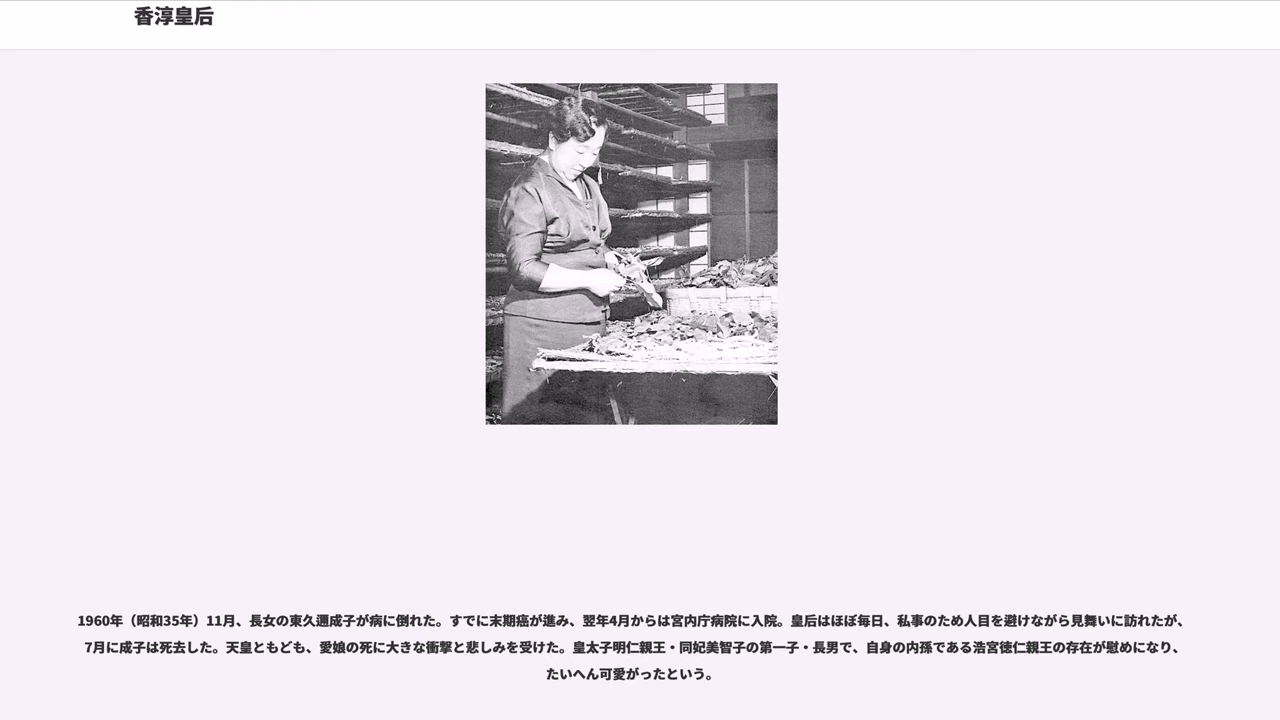 香淳皇后
1960年（昭和35年）11月、長女の東久邇成子が病に倒れた。すでに末期癌が進み、翌年4月からは宮内庁病院に入院。皇后はほぼ毎日、私事のため人目を避けながら見舞いに訪れたが、
7月に成子は死去した。天皇ともども、愛娘の死に大きな衝撃と悲しみを受けた。皇太子明仁親王・同妃美智子の第一子・長男で、自身の内孫である浩宮徳仁親王の存在が慰めになり、
たいへん可愛がったという。